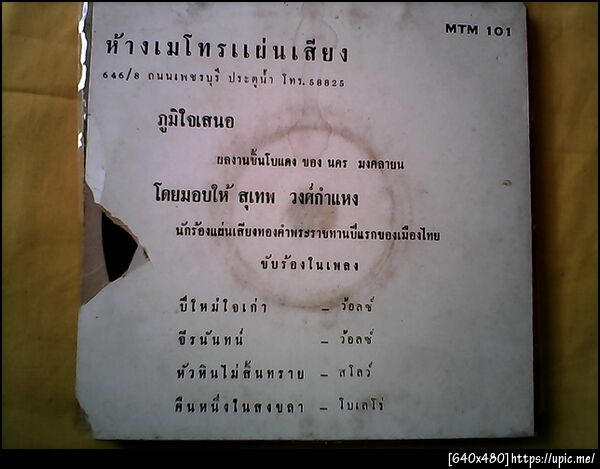 MTM 101
ห้างเมโทรแผ่นเสียง
646/8 ถนนเพชรบุรี ประตูน้ำ โทร. 58825
ภูมิใจเสนอ
ผลงานชิ้นโบแดง ของ นคร มงคลายน
โดยมอบให้ สุเทพ วงศ์กำแหง
นักร้องแผ่นเสียงทองคำพระราชทานปีแรกของเมืองไทย
ขับร้องในเพลง
ปีใหม่ใจเก่า – ว้อลซ์
จีรนันทน์ – ว้อลซ์
หัวหินไม่สิ้นทราย – สโลว์
คืนหนึ่งในสงขลา – โบเลโร่
[640x480]https://upic.me/